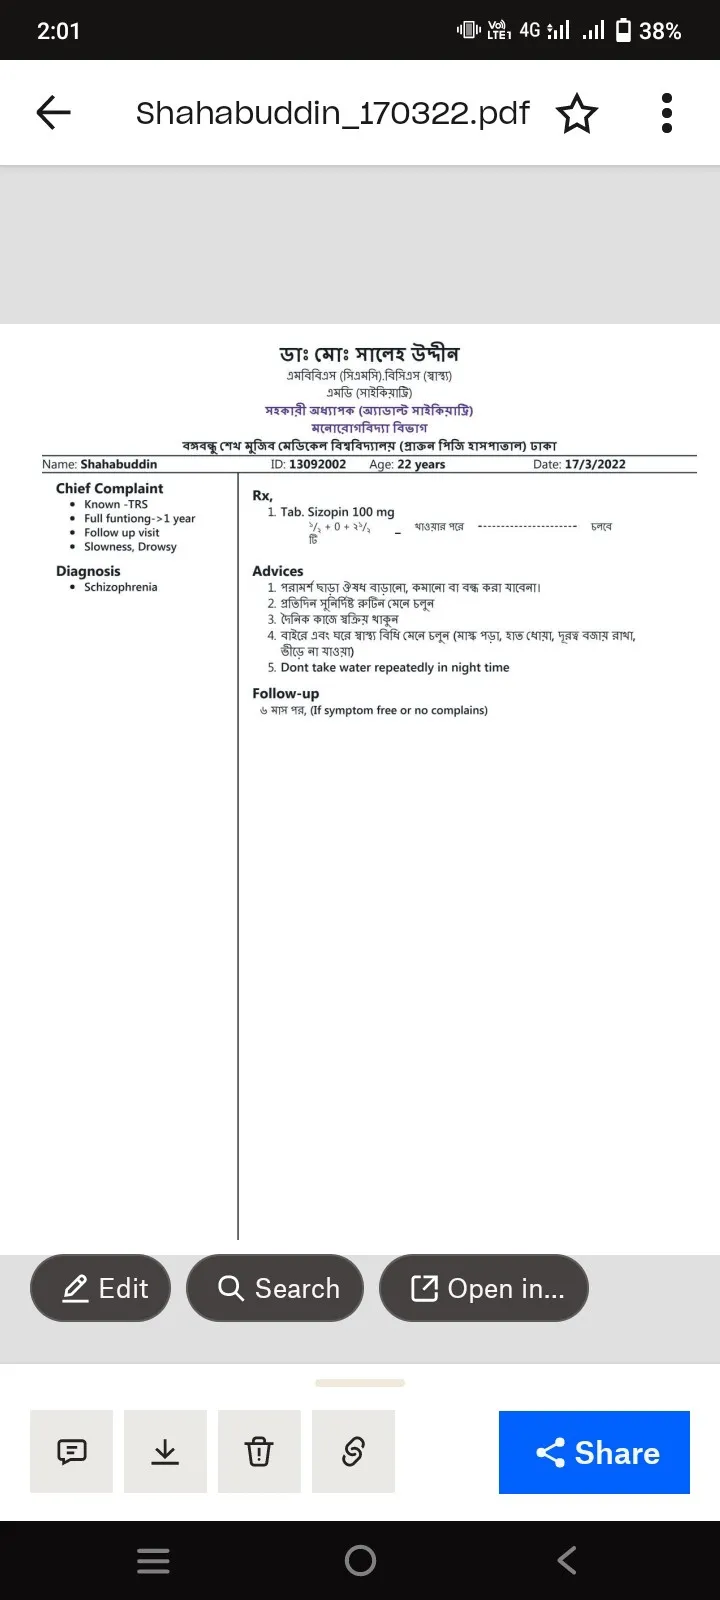 2:01
Vo)) LTE1 4G 38%
Shahabuddin_170322.pdf
ডাঃ মোঃ সালেহ উদ্দীন
এমবিবিএস (সিএমসি).বিসিএস (স্বাস্থ্য)
এমডি (সাইকিয়াট্রি)
সহকারী অধ্যাপক (অ্যাডাল্ট সাইকিয়াট্রি)
মনোরোগবিদ্যা বিভাগ
বঙ্গবন্ধু শেখ মুজিব মেডিকেল বিশ্ববিদ্যালয় (প্রাক্তন পিজি হাসপাতাল) ঢাকা
Name: Shahabuddin ID: 13092002 Age: 22 years Date: 17/3/2022
Chief Complaint
• Known -TRS
• Full funtiong->1 year
• Follow up visit
• Slowness, Drowsy
Diagnosis
• Schizophrenia
Rx,
1. Tab. Sizopin 100 mg
১/২ + 0 + ২১/২ টি – খাওয়ার পরে --------------------- চলবে
Advices
1. পরামর্শ ছাড়া ঔষধ বাড়ানো, কমানো বা বন্ধ করা যাবেনা।
2. প্রতিদিন সুনির্দিষ্ট রুটিন মেনে চলুন
3. দৈনিক কাজে স্বক্রিয় থাকুন
4. বাইরে এবং ঘরে স্বাস্থ্য বিধি মেনে চলুন (মাস্ক পড়া, হাত ধোয়া, দূরত্ব বজায় রাখা,
ভীড়ে না যাওয়া)
5. Dont take water repeatedly in night time
Follow-up
৬ মাস পর, (If symptom free or no complains)
Edit Search Open in...
Share